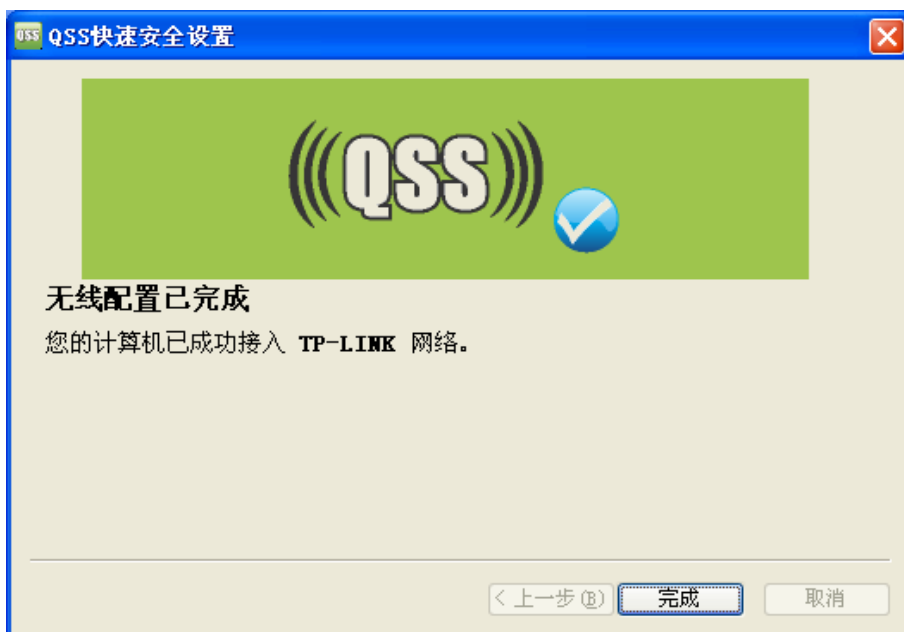 QSS QSS快速安全设置
(((QSS)))
无线配置已完成
您的计算机已成功接入 TP-LINK 网络。
< 上一步(B) 完成 取消